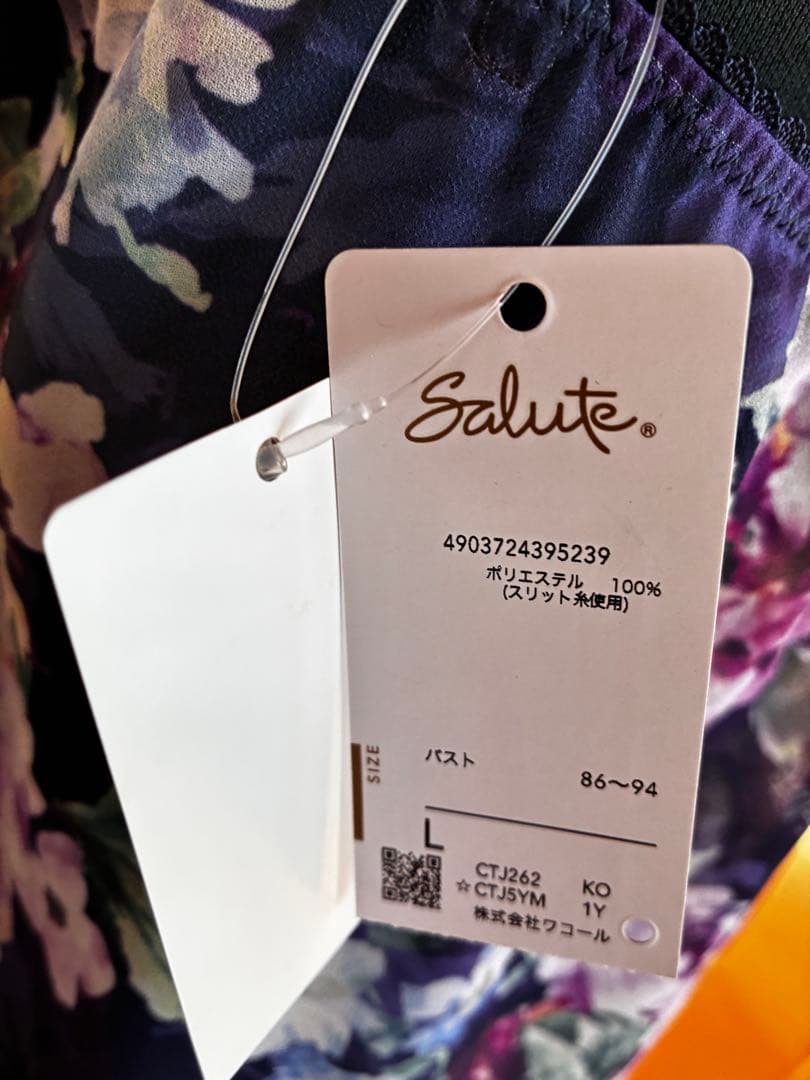 Salute®
4903724395239
ポリエステル 100%
(スリット糸使用)
SIZE
バスト 86〜94
L
CTJ262 KO
☆CTJ5YM 1Y
株式会社ワコール